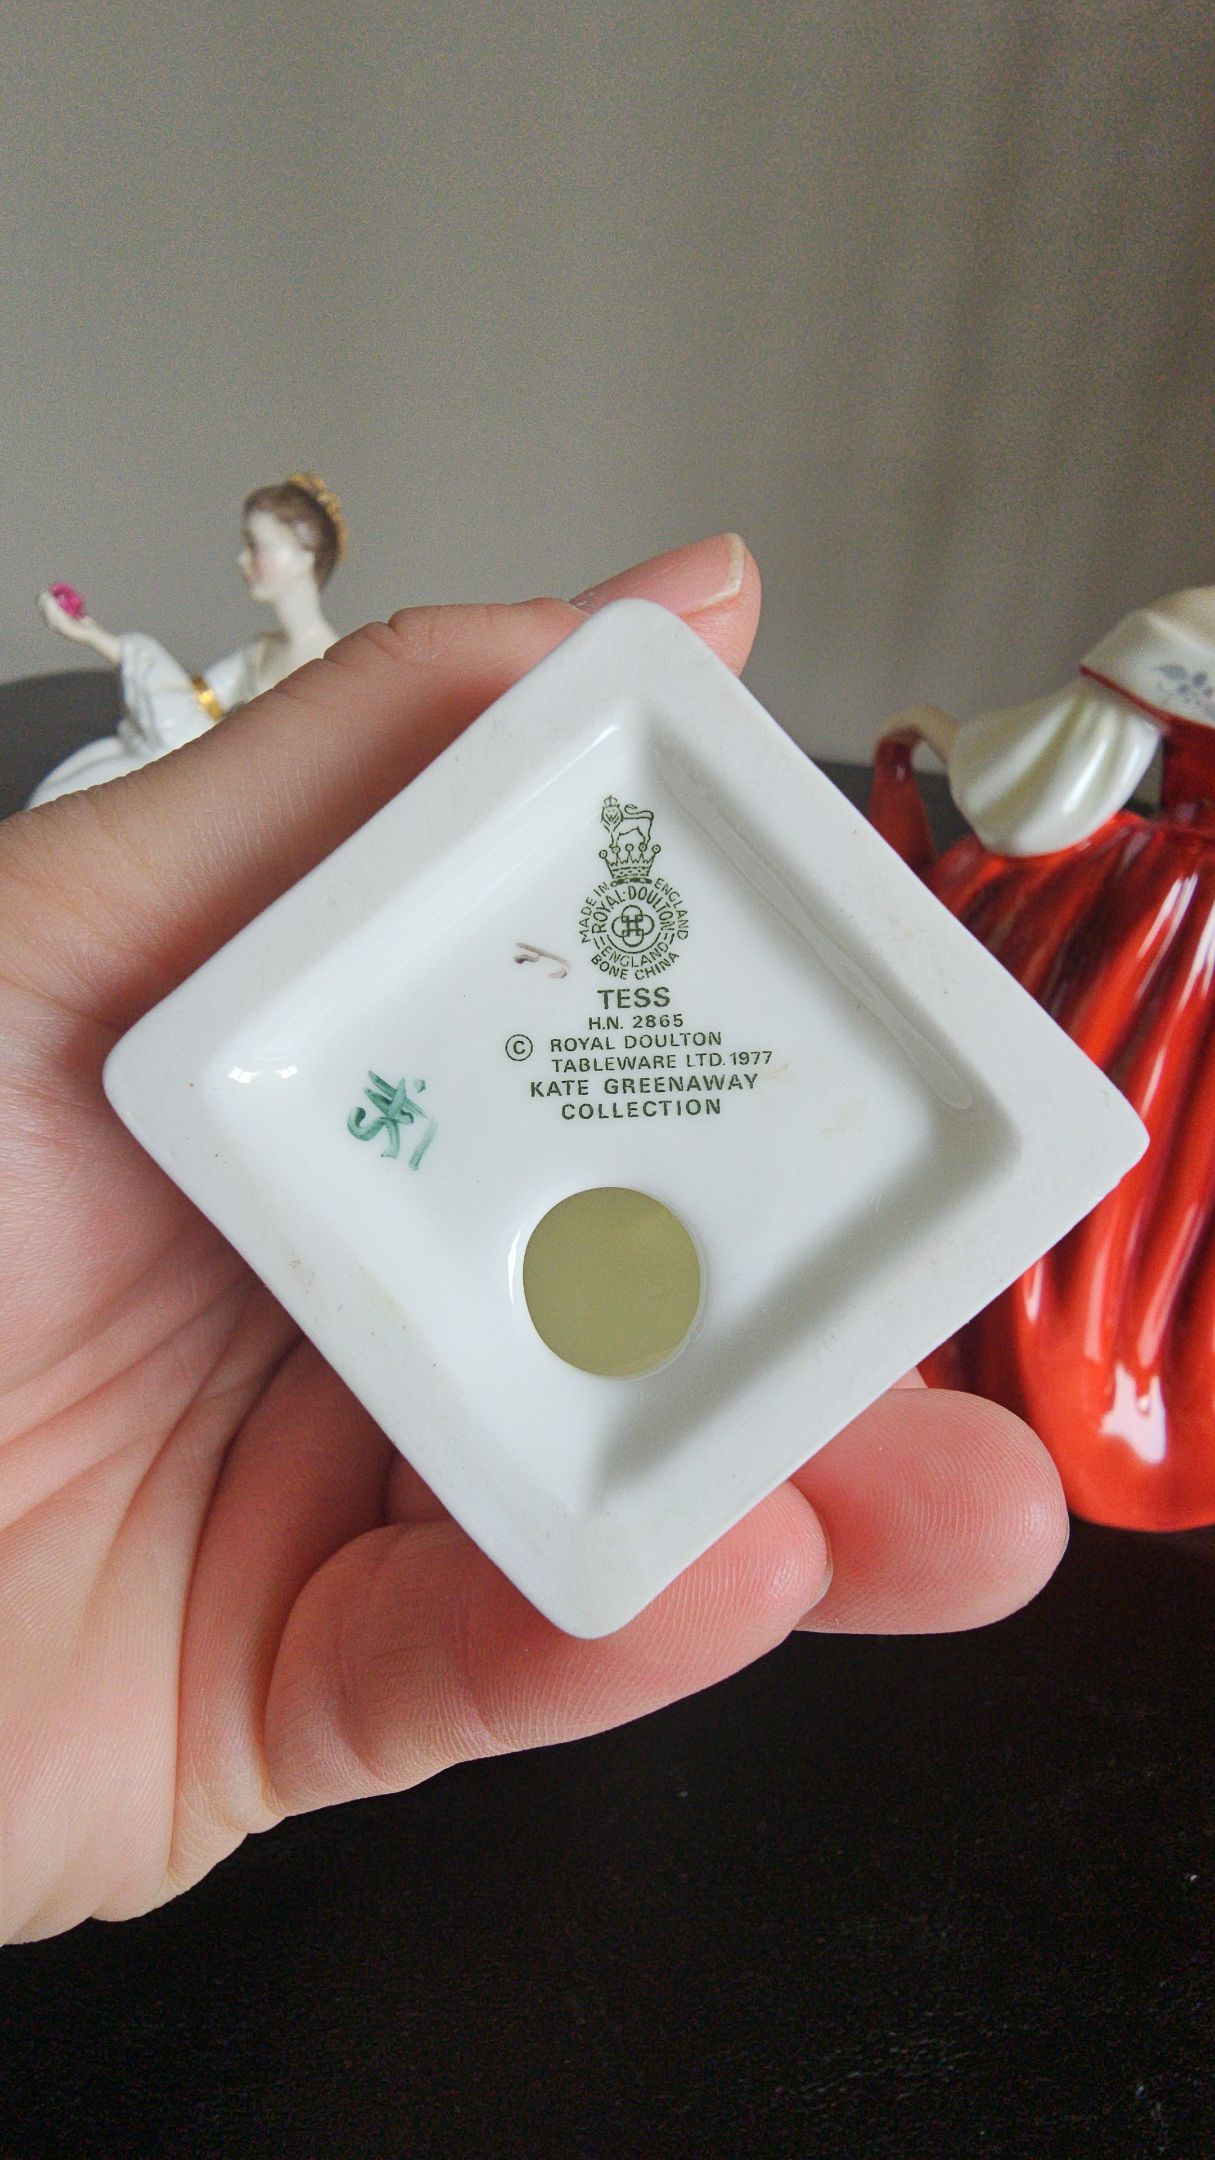 MADE IN ENGLAND
ROYAL·DOULTON
ENGLAND
BONE CHINA
TESS
H.N. 2865
© ROYAL DOULTON
TABLEWARE LTD. 1977
KATE GREENAWAY
COLLECTION